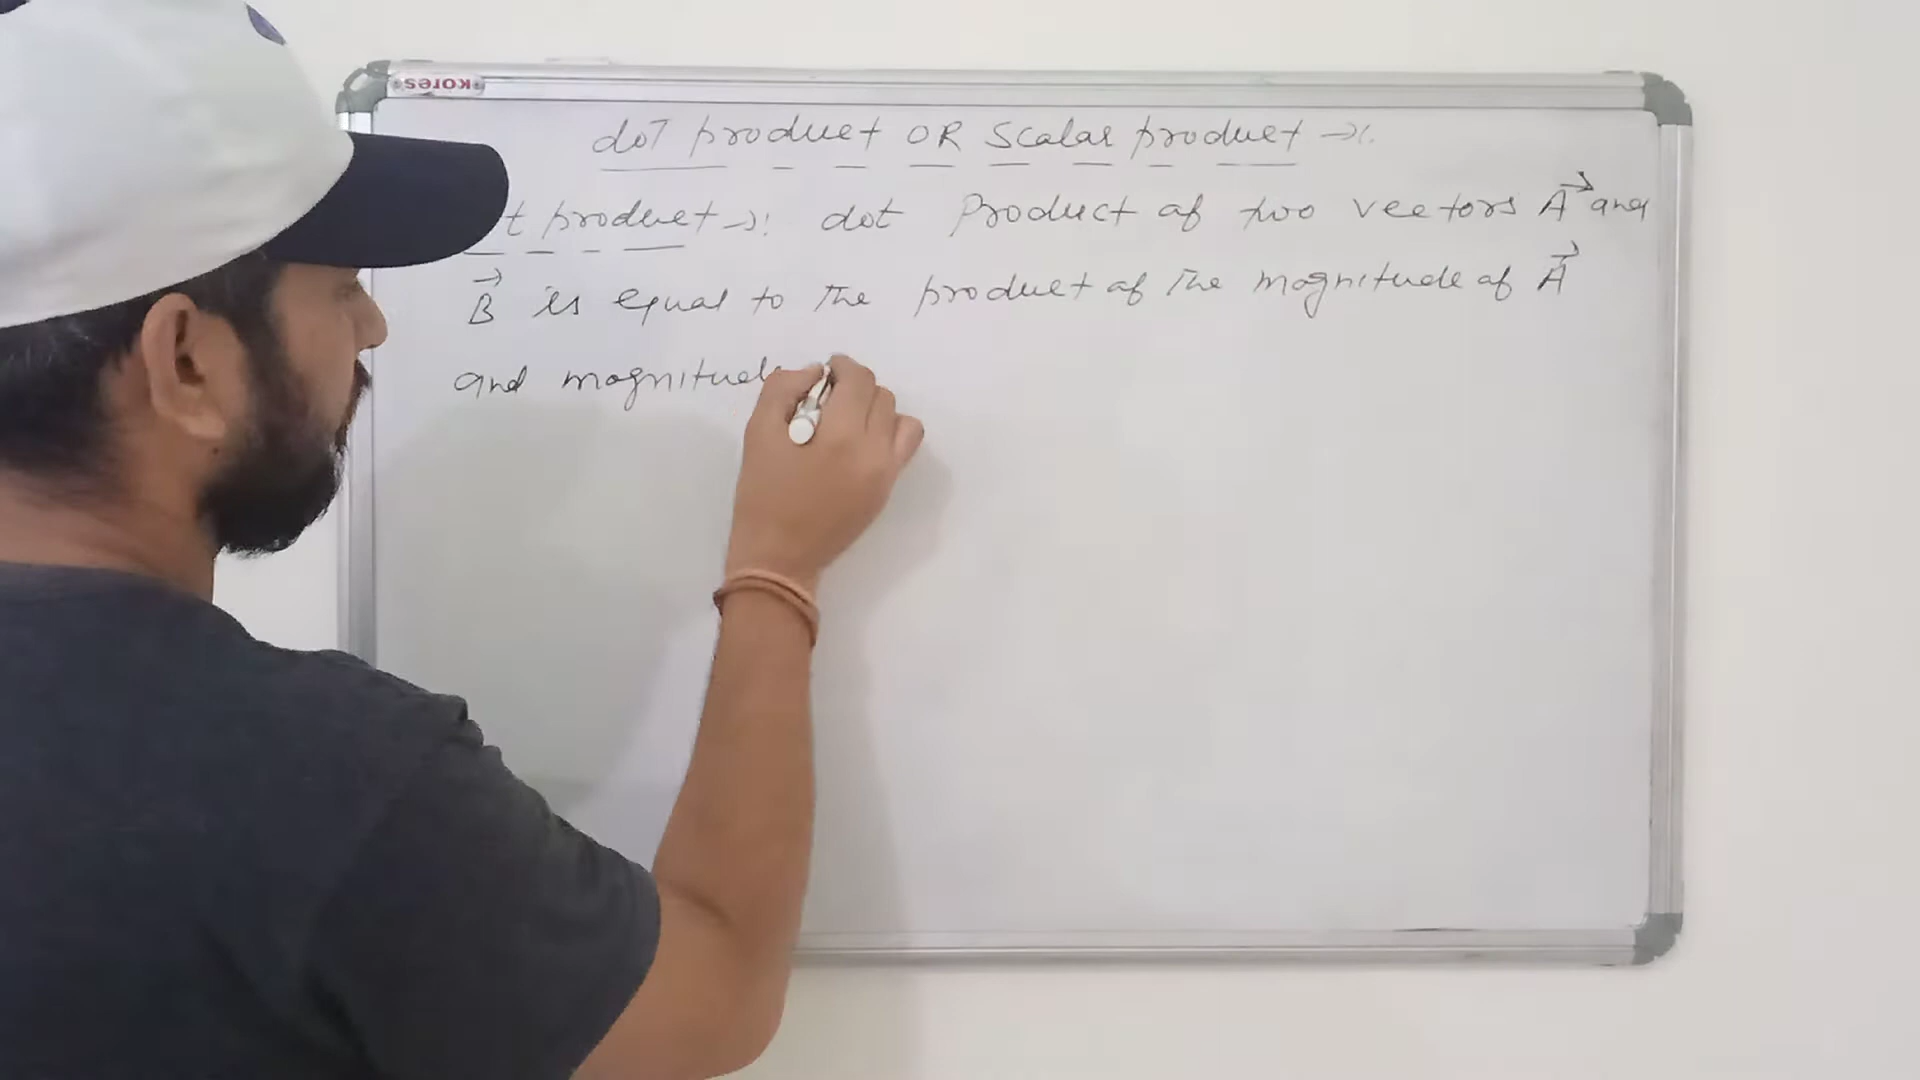 Kores
dot product OR Scalar product →:
t product →: dot Product of two vectors A⃗ and
B⃗ is equal to The product of The magnitude of A⃗
and magnitude